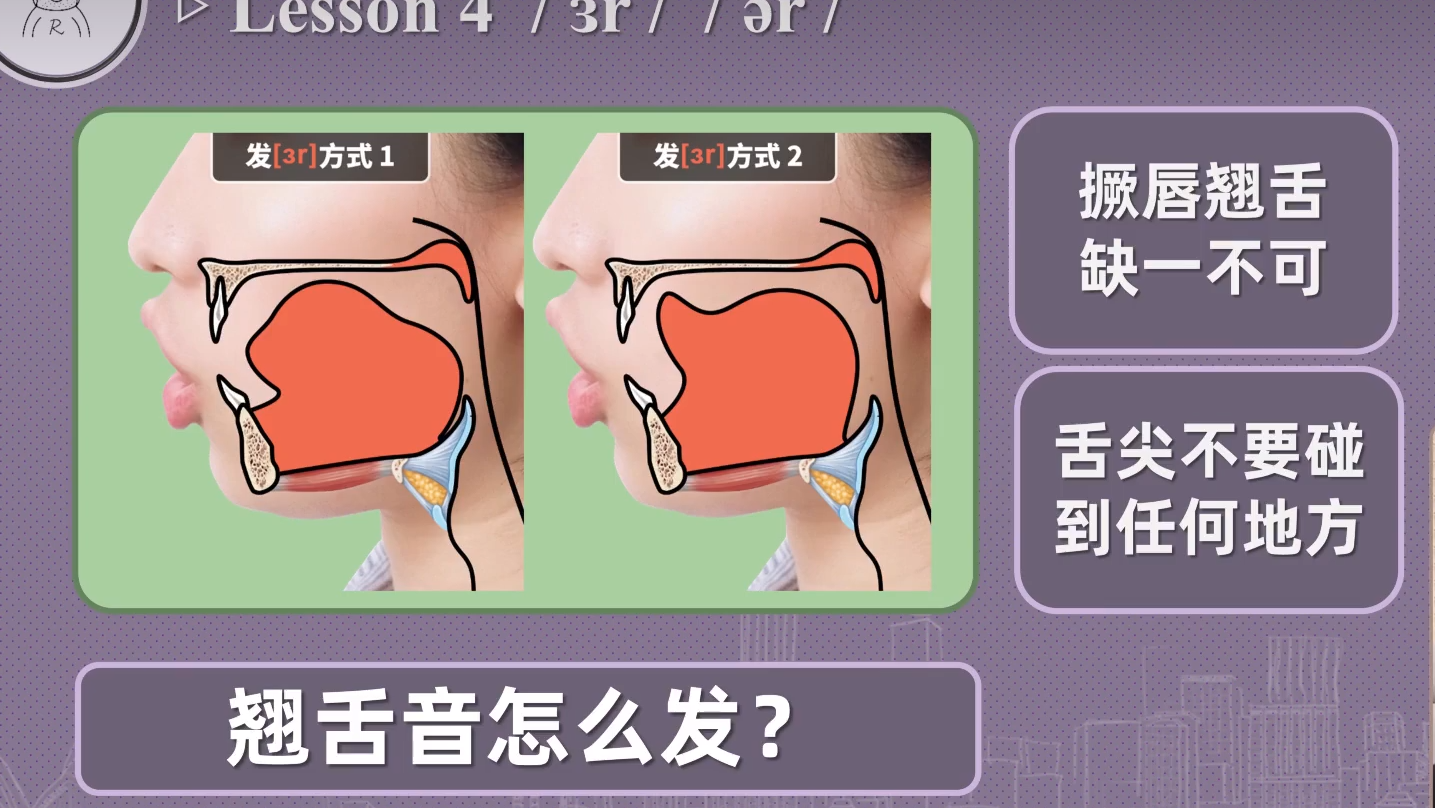 R
Lesson 4 / ɜr / / ər /
发[ɜr]方式 1
发[ɜr]方式 2
撅唇翘舌
缺一不可
舌尖不要碰
到任何地方
翘舌音怎么发？